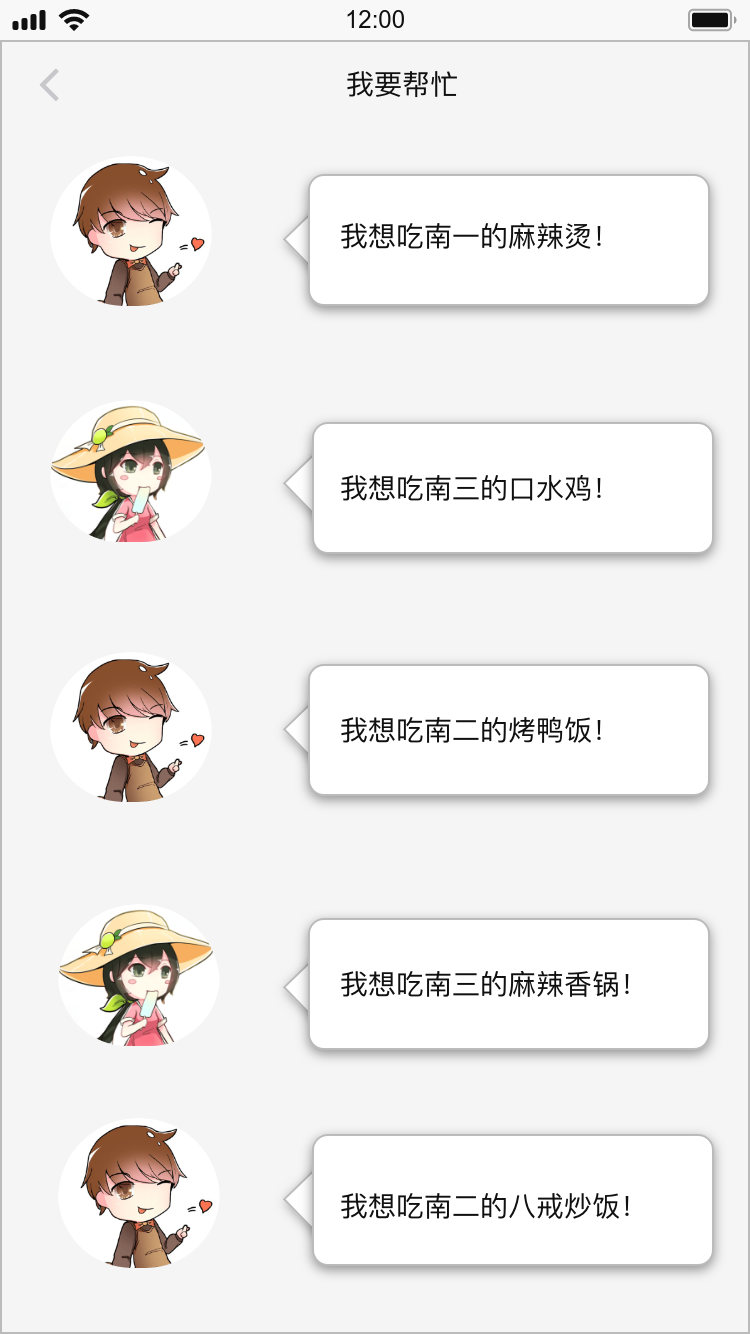 12:00
我要帮忙
我想吃南一的麻辣烫！
我想吃南三的口水鸡！
我想吃南二的烤鸭饭！
我想吃南三的麻辣香锅！
我想吃南二的八戒炒饭！